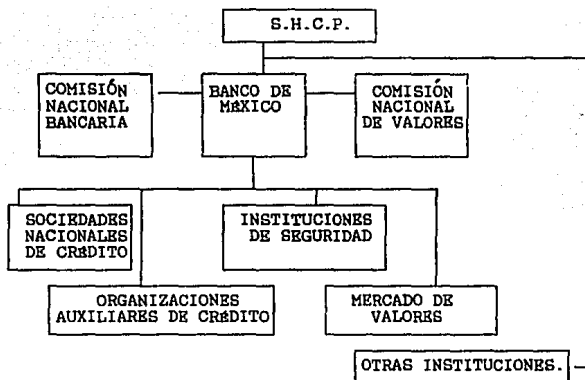 S.H.C.P.
COMISIÓN
NACIONAL
BANCARIA
BANCO DE
MÉXICO
COMISIÓN
NACIONAL
DE VALORES
SOCIEDADES
NACIONALES
DE CRÉDITO
INSTITUCIONES
DE SEGURIDAD
ORGANIZACIONES
AUXILIARES DE CRÉDITO
MERCADO DE
VALORES
OTRAS INSTITUCIONES.